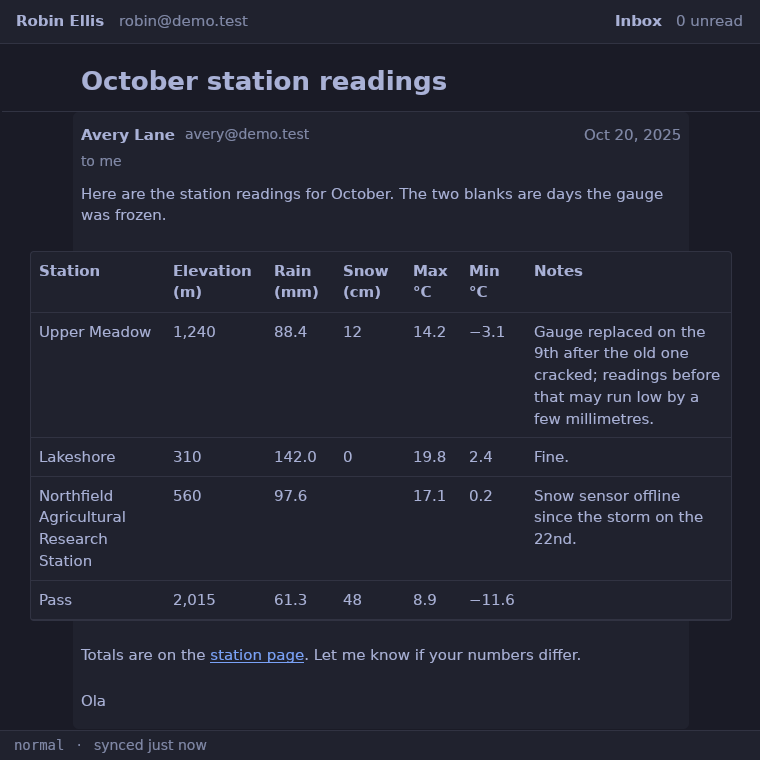 Robin Ellis robin@demo.test Inbox 0 unread
October station readings
Avery Lane avery@demo.test Oct 20, 2025
to me
Here are the station readings for October. The two blanks are days the gauge
was frozen.
Station Elevation Rain Snow Max Min Notes
(m) (mm) (cm) °C °C
Upper Meadow 1,240 88.4 12 14.2 −3.1 Gauge replaced on the
9th after the old one
cracked; readings before
that may run low by a
few millimetres.
Lakeshore 310 142.0 0 19.8 2.4 Fine.
Northfield 560 97.6 17.1 0.2 Snow sensor offline
Agricultural since the storm on the
Research 22nd.
Station
Pass 2,015 61.3 48 8.9 −11.6
Totals are on the station page. Let me know if your numbers differ.
Ola
normal · synced just now